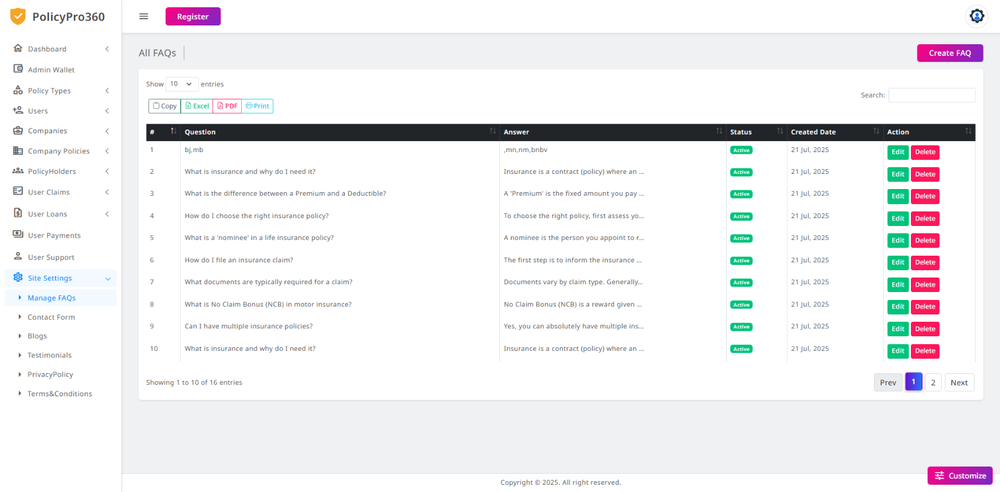 PolicyPro360
Register
Dashboard
Admin Wallet
Policy Types
Users
Companies
Company Policies
PolicyHolders
User Claims
User Loans
User Payments
User Support
Site Settings
Manage FAQs
Contact Form
Blogs
Testimonials
PrivacyPolicy
Terms&Conditions
All FAQs
Create FAQ
Show 10 entries
Search:
Copy Excel PDF Print
# Question Answer Status Created Date Action
1 bj,mb ,mn,nm,bnbv Active 21 Jul, 2025 Edit Delete
2 What is insurance and why do I need it? Insurance is a contract (policy) where an ... Active 21 Jul, 2025 Edit Delete
3 What is the difference between a Premium and a Deductible? A 'Premium' is the fixed amount you pay ... Active 21 Jul, 2025 Edit Delete
4 How do I choose the right insurance policy? To choose the right policy, first assess yo... Active 21 Jul, 2025 Edit Delete
5 What is a 'nominee' in a life insurance policy? A nominee is the person you appoint to r... Active 21 Jul, 2025 Edit Delete
6 How do I file an insurance claim? The first step is to inform the insurance ... Active 21 Jul, 2025 Edit Delete
7 What documents are typically required for a claim? Documents vary by claim type. Generally... Active 21 Jul, 2025 Edit Delete
8 What is No Claim Bonus (NCB) in motor insurance? No Claim Bonus (NCB) is a reward given ... Active 21 Jul, 2025 Edit Delete
9 Can I have multiple insurance policies? Yes, you can absolutely have multiple ins... Active 21 Jul, 2025 Edit Delete
10 What is insurance and why do I need it? Insurance is a contract (policy) where an ... Active 21 Jul, 2025 Edit Delete
Showing 1 to 10 of 16 entries
Prev 1 2 Next
Customize
Copyright © 2025. All right reserved.